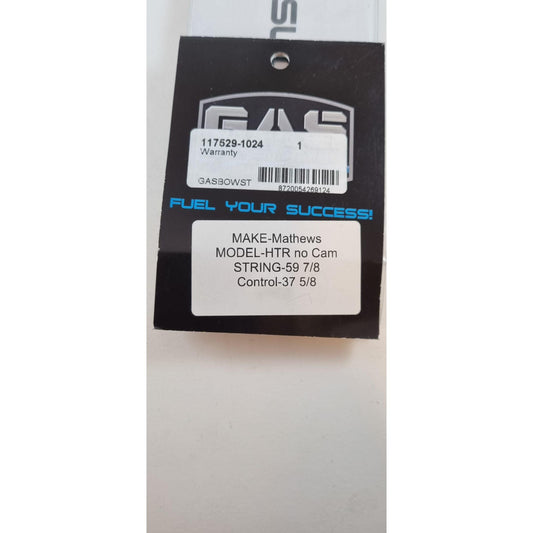 SU
GAS
117529-1024 1
Warranty
GASBOWST
8720054269124
FUEL YOUR SUCCESS!
MAKE-Mathews
MODEL-HTR no Cam
STRING-59 7/8
Control-37 5/8